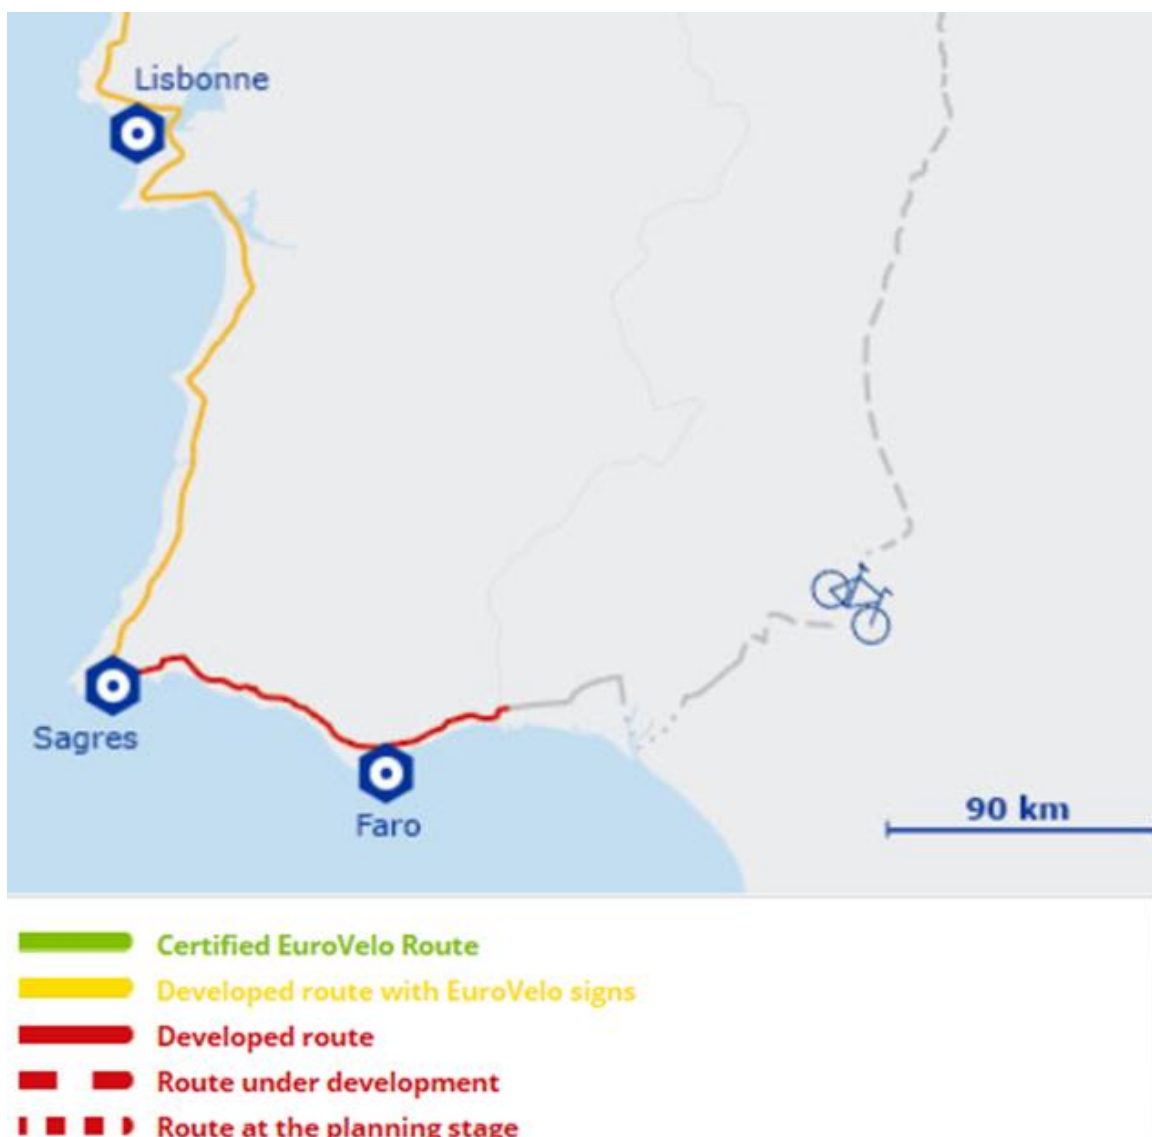 Lisbonne
Sagres
Faro
90 km
Certified EuroVelo Route
Developed route with EuroVelo signs
Developed route
Route under development
Route at the planning stage